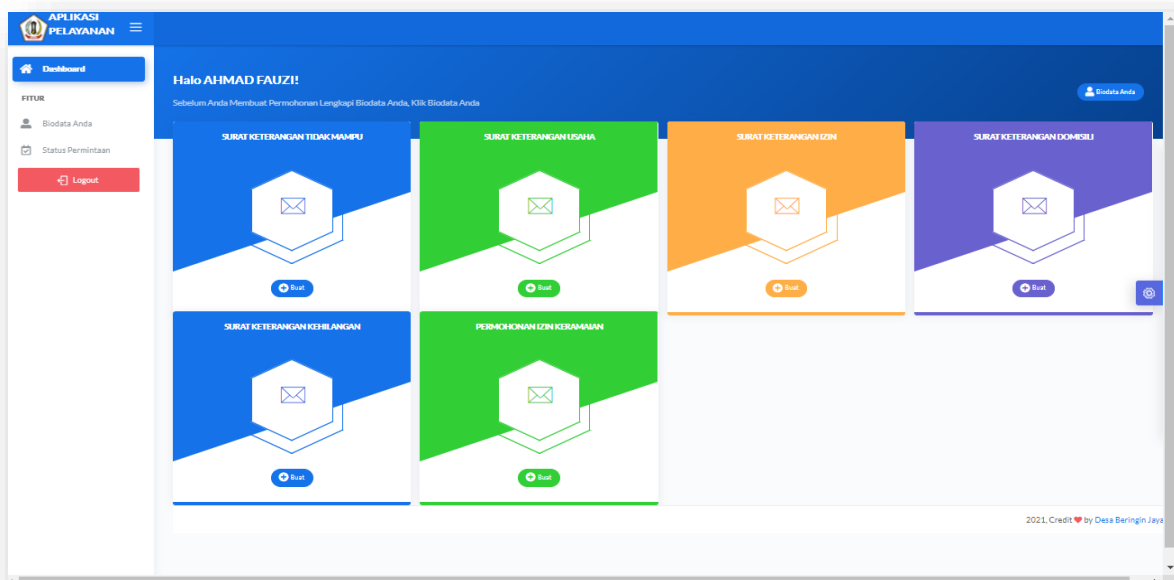 APLIKASI
PELAYANAN
Dashboard
FITUR
Biodata Anda
Status Permintaan
Logout
Halo AHMAD FAUZI!
Sebelum Anda Membuat Permohonan Lengkapi Biodata Anda, Klik Biodata Anda
Biodata Anda
SURAT KETERANGAN TIDAK MAMPU
SURAT KETERANGAN USAHA
SURAT KETERANGAN IZIN
SURAT KETERANGAN DOMISILI
Buat
Buat
Buat
Buat
SURAT KETERANGAN KEHILANGAN
PERMOHONAN IZIN KERAMAIAN
Buat
Buat
2021, Credit ❤ by Desa Beringin Jaya